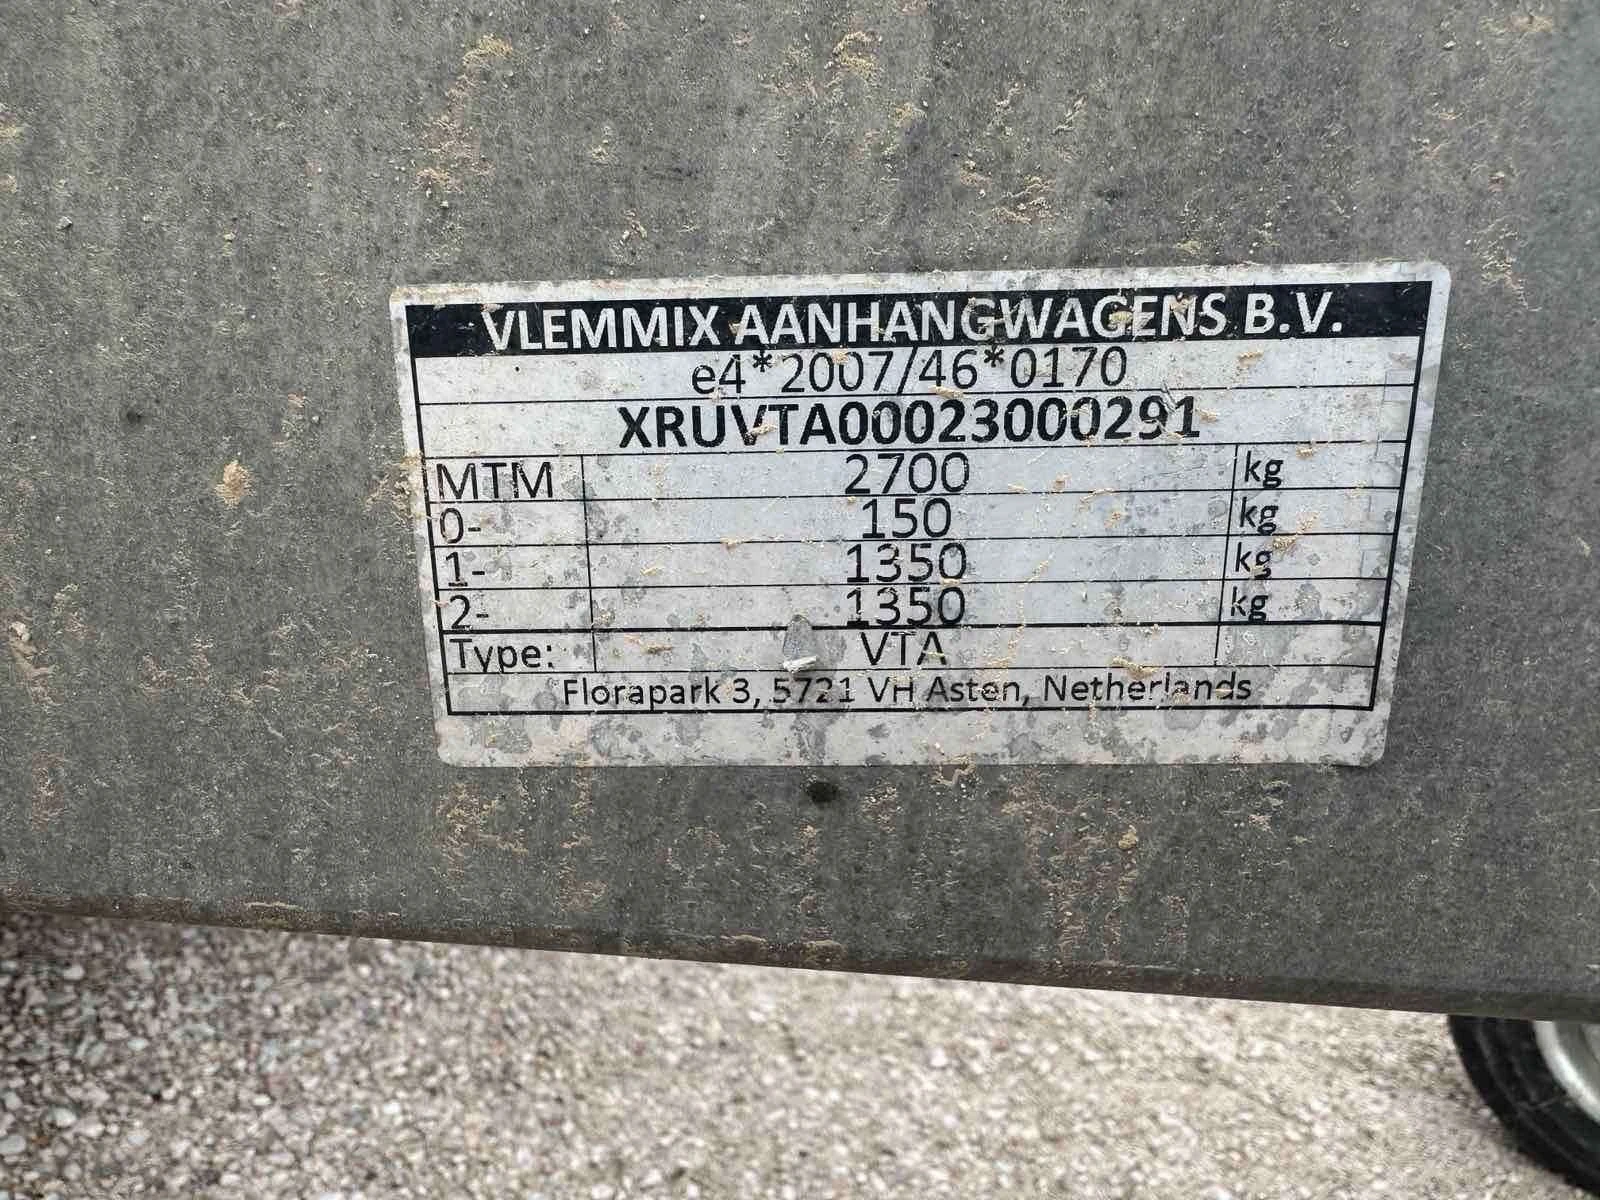 VLEMMIX AANHANGWAGENS B.V.
e4*2007/46*0170
XRUVTA00023000291
MTM 2700 kg
0- 150 kg
1- 1350 kg
2- 1350 kg
Type: VTA
Florapark 3, 5721 VH Asten, Netherlands